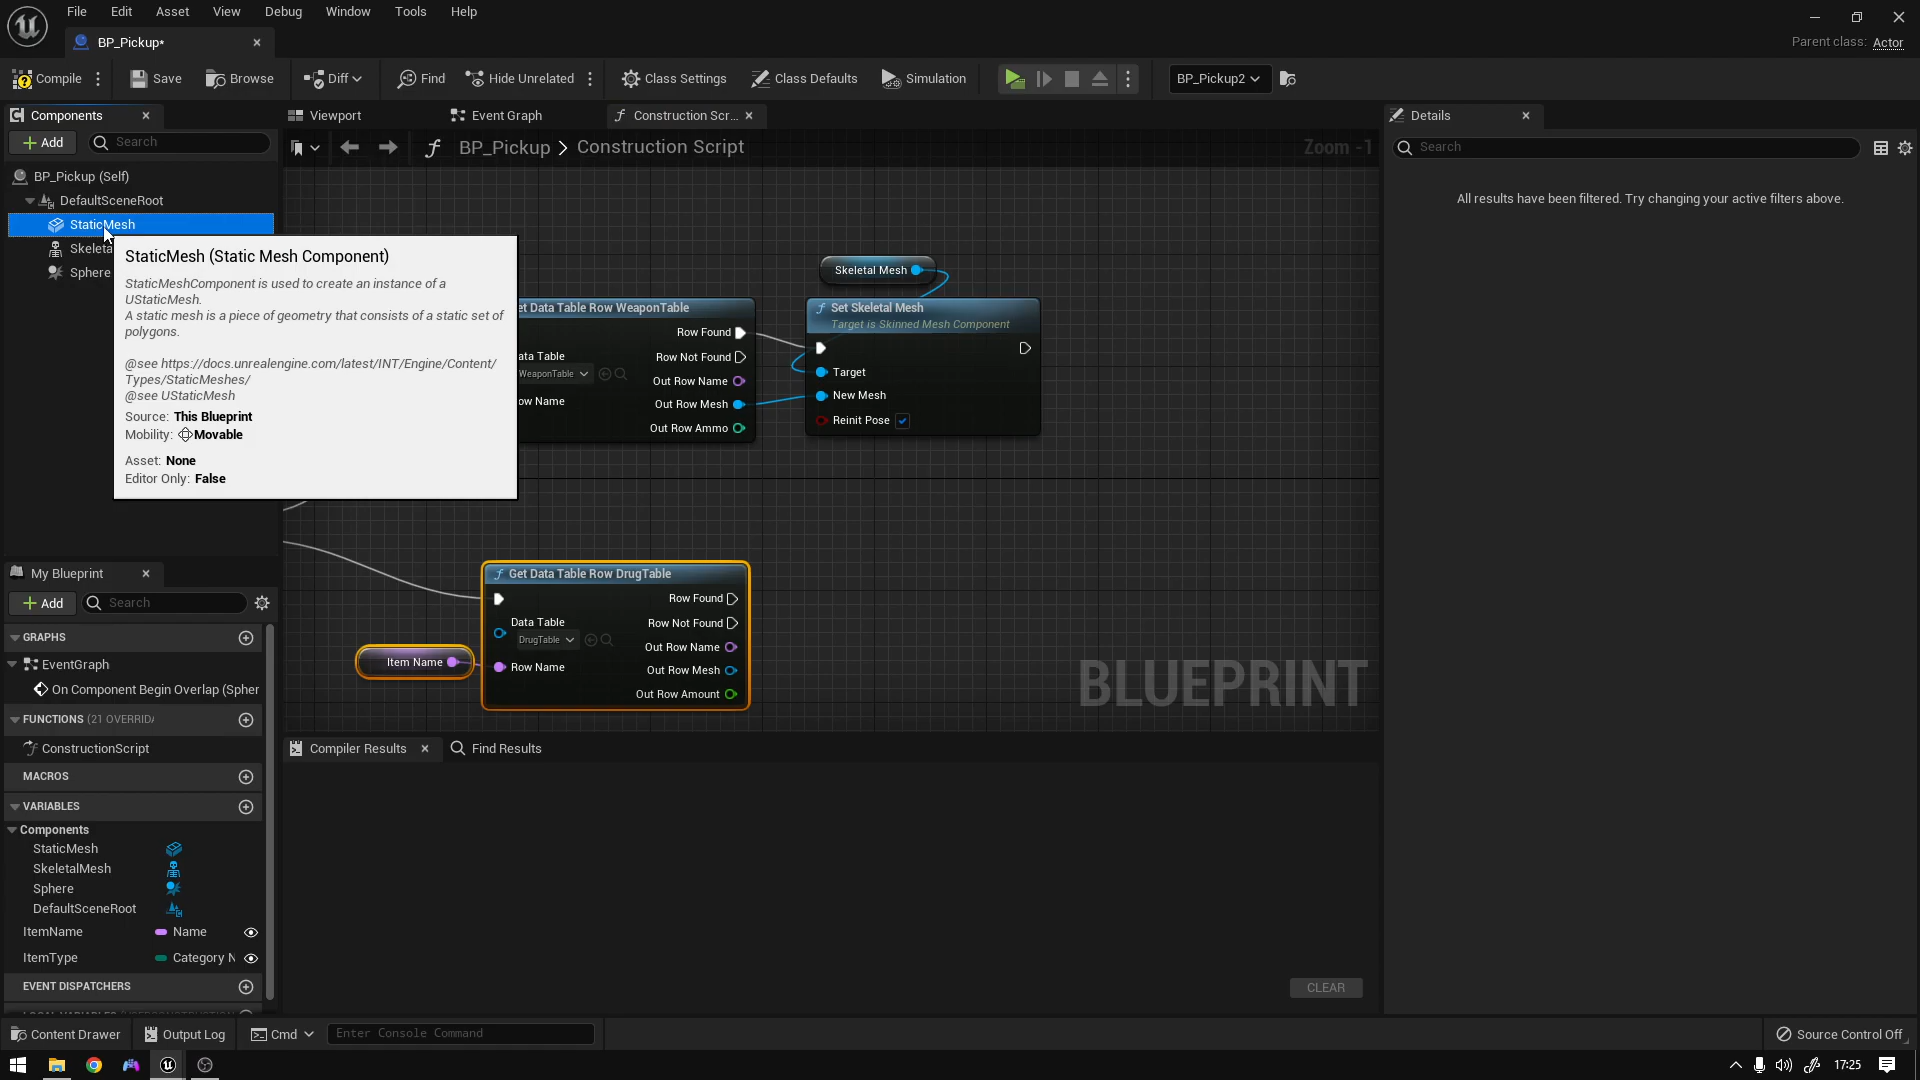 File Edit Asset View Debug Window Tools Help
BP_Pickup*
Parent class: Actor
Compile Save Browse Diff Find Hide Unrelated Class Settings Class Defaults Simulation BP_Pickup2
Components
Viewport Event Graph Construction Scr... Details
Add Search
BP_Pickup > Construction Script
Zoom -1
Search
All results have been filtered. Try changing your active filters above.
BP_Pickup (Self)
DefaultSceneRoot
StaticMesh
Skeleta
Sphere
StaticMesh (Static Mesh Component)
StaticMeshComponent is used to create an instance of a
UStaticMesh.
A static mesh is a piece of geometry that consists of a static set of
polygons.
@see https://docs.unrealengine.com/latest/INT/Engine/Content/
Types/StaticMeshes/
@see UStaticMesh
Source: This Blueprint
Mobility: Movable
Asset: None
Editor Only: False
et Data Table Row WeaponTable
Row Found
ata Table
WeaponTable
Row Not Found
Out Row Name
ow Name
Out Row Mesh
Out Row Ammo
Skeletal Mesh
Set Skeletal Mesh
Target is Skinned Mesh Component
Target
New Mesh
Reinit Pose
Item Name
Get Data Table Row DrugTable
Row Found
Data Table
DrugTable
Row Not Found
Out Row Name
Row Name
Out Row Mesh
Out Row Amount
BLUEPRINT
My Blueprint
Add Search
GRAPHS
EventGraph
On Component Begin Overlap (Spher
FUNCTIONS (21 OVERRIDA
ConstructionScript
MACROS
VARIABLES
Components
StaticMesh
SkeletalMesh
Sphere
DefaultSceneRoot
ItemName Name
ItemType Category N
EVENT DISPATCHERS
Compiler Results Find Results
CLEAR
Content Drawer Output Log Cmd Enter Console Command Source Control Off
17:25